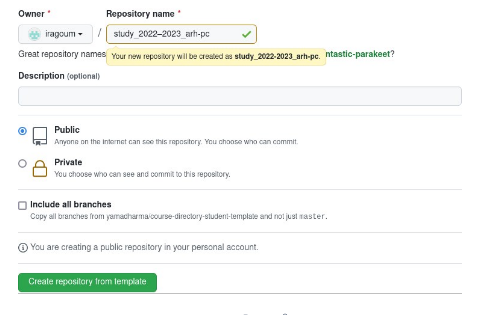 Owner * Repository name *
iragoum / study_2022–2023_arh-pc
Great repository names ntastic-parakeet?
Your new repository will be created as study_2022-2023_arh-pc.
Description (optional)
Public
Anyone on the internet can see this repository. You choose who can commit.
Private
You choose who can see and commit to this repository.
Include all branches
Copy all branches from yamadharma/course-directory-student-template and not just master.
You are creating a public repository in your personal account.
Create repository from template